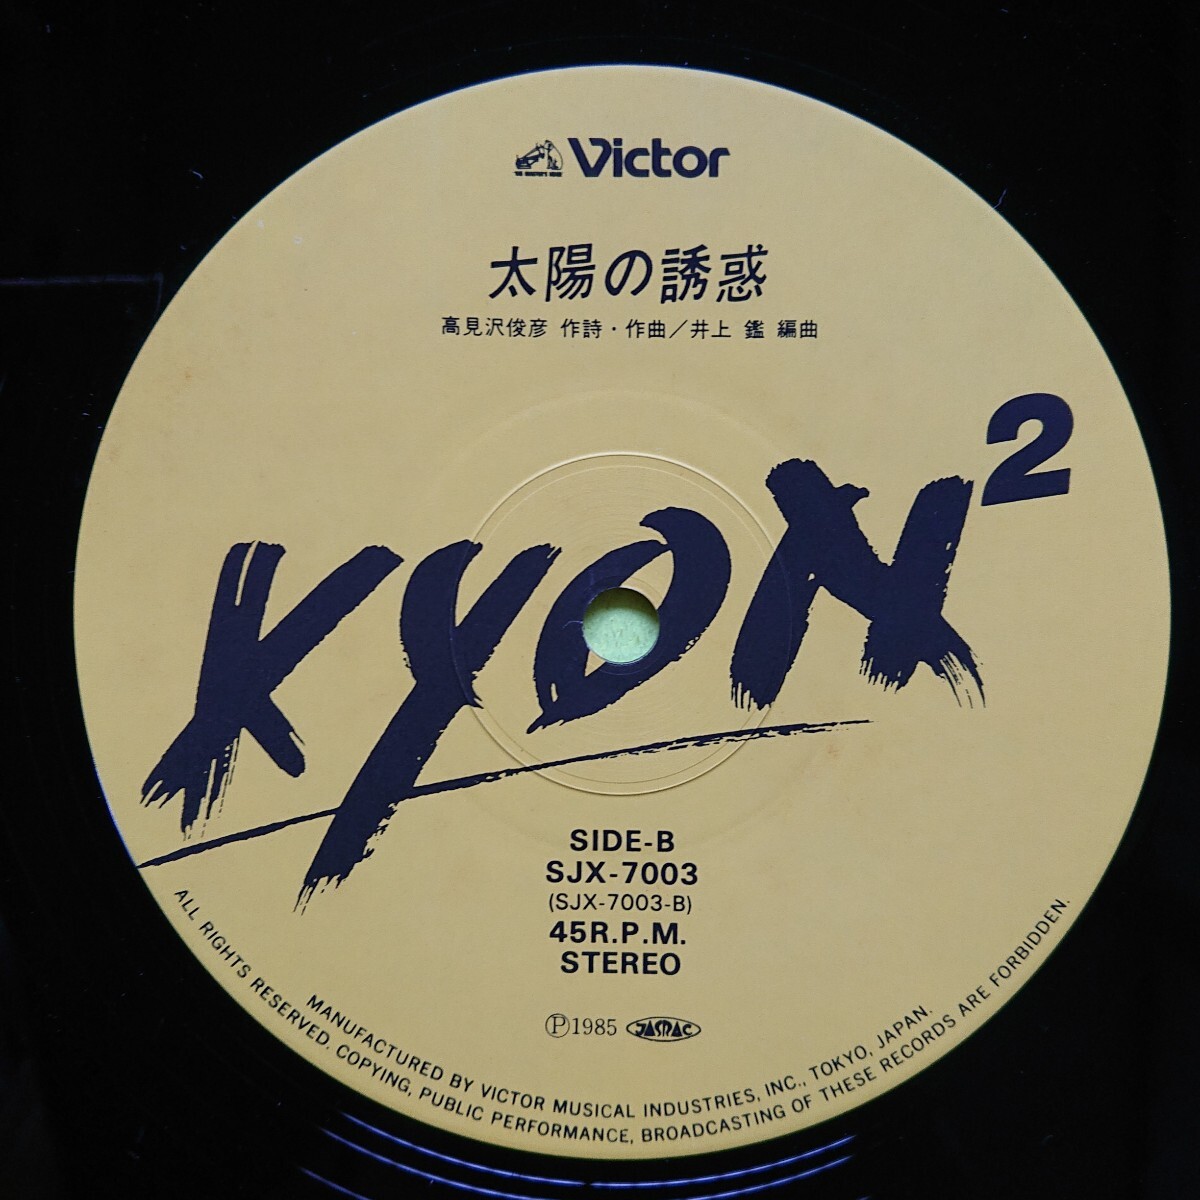 Victor
太陽の誘惑
高見沢俊彦 作詩・作曲／井上 鑑 編曲
KYON²
SIDE-B
SJX-7003
(SJX-7003-B)
45R.P.M.
STEREO
Ⓟ1985 JASRAC
MANUFACTURED BY VICTOR MUSICAL INDUSTRIES, INC., TOKYO, JAPAN.
ALL RIGHTS RESERVED. COPYING, PUBLIC PERFORMANCE, BROADCASTING OF THESE RECORDS ARE FORBIDDEN.